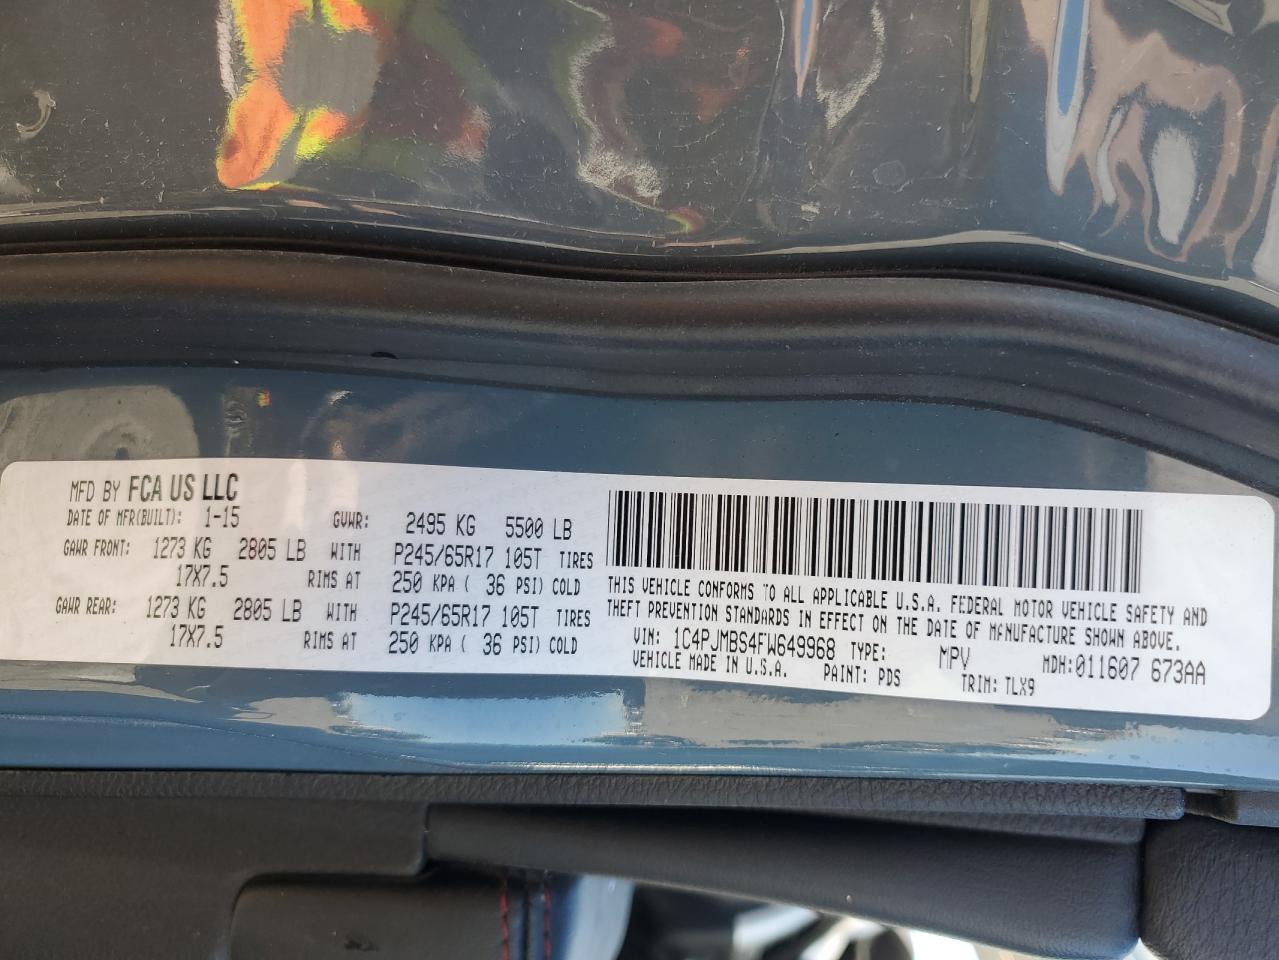 MFD BY FCA US LLC
DATE OF MFR(BUILT): 1-15 GVWR: 2495 KG 5500 LB
GAWR FRONT: 1273 KG 2805 LB WITH P245/65R17 105T TIRES
17X7.5 RIMS AT 250 KPA ( 36 PSI) COLD
GAWR REAR: 1273 KG 2805 LB WITH P245/65R17 105T TIRES
17X7.5 RIMS AT 250 KPA ( 36 PSI) COLD
THIS VEHICLE CONFORMS TO ALL APPLICABLE U.S.A. FEDERAL MOTOR VEHICLE SAFETY AND
THEFT PREVENTION STANDARDS IN EFFECT ON THE DATE OF MANUFACTURE SHOWN ABOVE.
VIN: 1C4PJMBS4FW649968 TYPE: MPV MDH:011607 673AA
VEHICLE MADE IN U.S.A. PAINT: PDS TRIM: TLX9